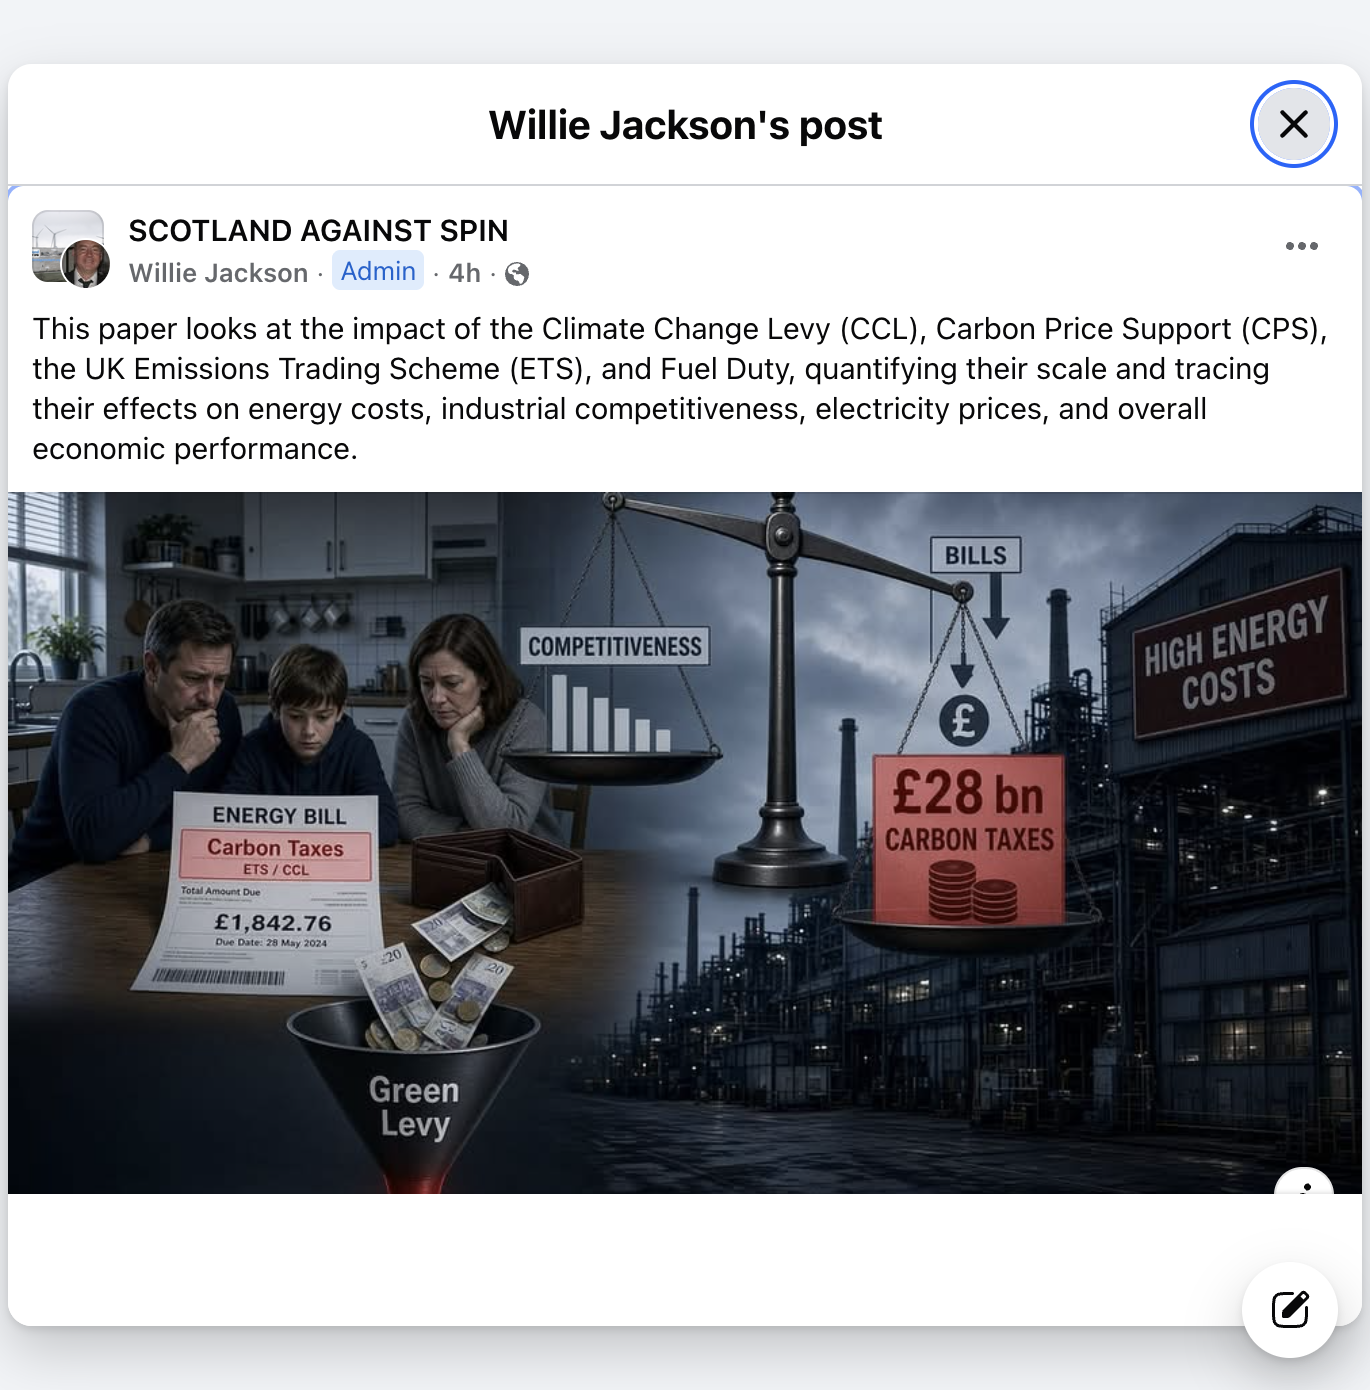 Willie Jackson's post
SCOTLAND AGAINST SPIN
Willie Jackson · Admin · 4h ·
This paper looks at the impact of the Climate Change Levy (CCL), Carbon Price Support (CPS),
the UK Emissions Trading Scheme (ETS), and Fuel Duty, quantifying their scale and tracing
their effects on energy costs, industrial competitiveness, electricity prices, and overall
economic performance.
BILLS
HIGH ENERGY
COSTS
COMPETITIVENESS
£
£28 bn
CARBON TAXES
ENERGY BILL
Carbon Taxes
ETS / CCL
Total Amount Due
£1,842.76
Due Date: 28 May 2024
20
£20
£20
Green
Levy